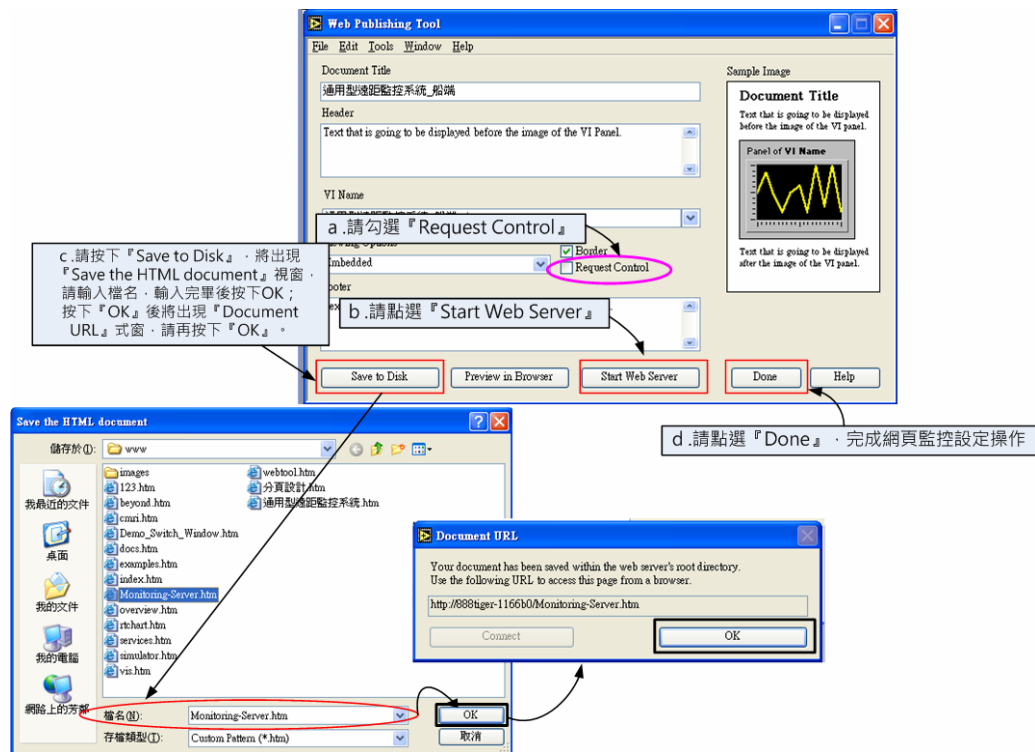 Web Publishing Tool
File Edit Tools Window Help
Document Title
通用型遠距監控系統_船端
Header
Text that is going to be displayed before the image of the VI Panel.
VI Name
a.請勾選『Request Control』
Viewing Options
Border
Embedded
Request Control
Footer
b.請點選『Start Web Server』
Save to Disk
Preview in Browser
Start Web Server
Done
Help
Sample Image
Document Title
Text that is going to be displayed
before the image of the VI panel.
Panel of VI Name
Text that is going to be displayed
after the image of the VI panel.
c.請按下『Save to Disk』，將出現
『Save the HTML document』視窗，
請輸入檔名，輸入完畢後按下OK；
按下『OK』後將出現『Document
URL』式窗，請再按下『OK』。
d.請點選『Done』，完成網頁監控設定操作
Save the HTML document
儲存於(I):
www
我最近的文件
桌面
我的文件
我的電腦
網路上的芳鄰
images
123.htm
beyond.htm
cmri.htm
Demo_Switch_Window.htm
docs.htm
examples.htm
index.htm
Monitoring-Server.htm
overview.htm
rtchart.htm
services.htm
simulator.htm
vis.htm
webtool.htm
分頁設計.htm
通用型遠距監控系統.htm
檔名(N):
Monitoring-Server.htm
OK
存檔類型(T):
Custom Pattern (*.htm)
取消
Document URL
Your document has been saved within the web server's root directory.
Use the following URL to access this page from a browser.
http://888tiger-1166b0/Monitoring-Server.htm
Connect
OK